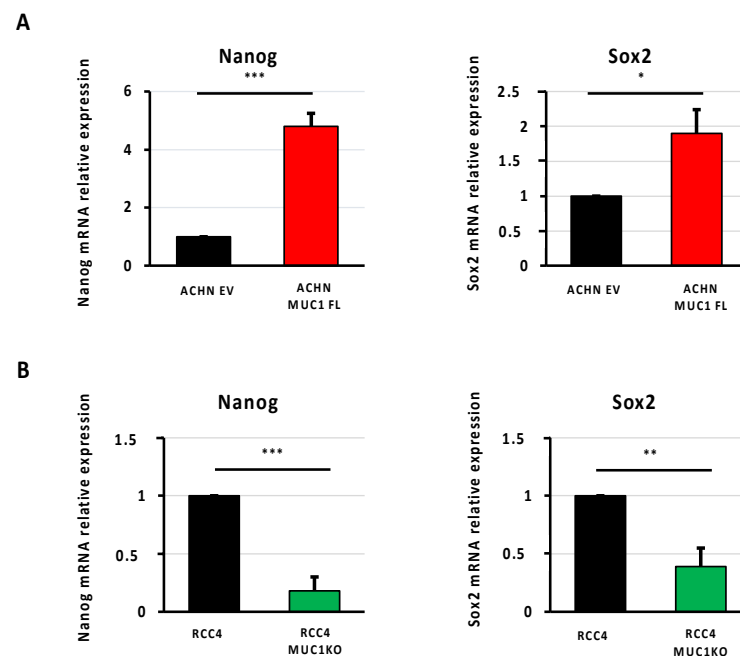 A
Nanog
***
Nanog mRNA relative expression
6
4
2
0
ACHN EV
ACHN
MUC1 FL
Sox2
*
Sox2 mRNA relative expression
2.5
2
1.5
1
0.5
0
ACHN EV
ACHN
MUC1 FL
B
Nanog
***
Nanog mRNA relative expression
1.5
1
0.5
0
RCC4
RCC4
MUC1KO
Sox2
**
Sox2 mRNA relative expression
1.5
1
0.5
0
RCC4
RCC4
MUC1KO